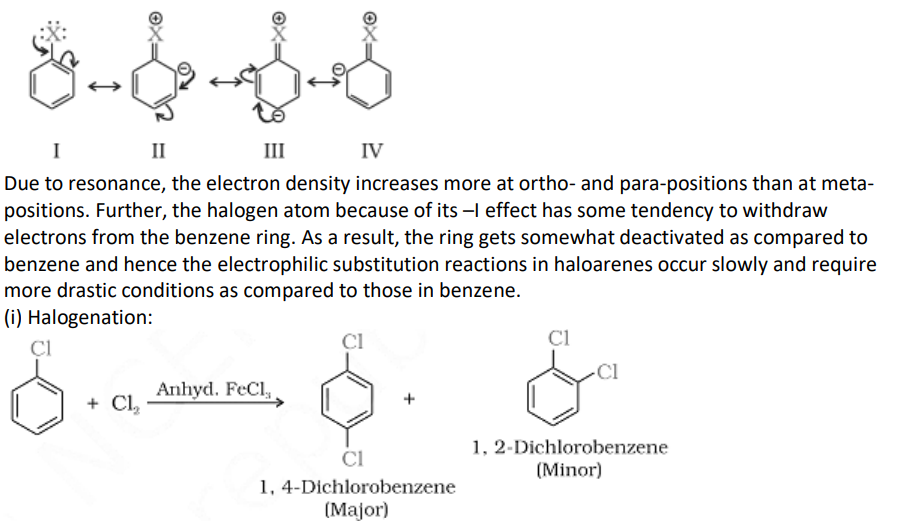 :Ẍ: ⊕X ⊕X ⊕X
⊖ ⊖ ⊖
I II III IV
Due to resonance, the electron density increases more at ortho- and para-positions than at meta-
positions. Further, the halogen atom because of its –I effect has some tendency to withdraw
electrons from the benzene ring. As a result, the ring gets somewhat deactivated as compared to
benzene and hence the electrophilic substitution reactions in haloarenes occur slowly and require
more drastic conditions as compared to those in benzene.
(i) Halogenation:
Cl Cl Cl
Cl
+ Cl₂ Anhyd. FeCl₃ +
Cl
1, 2-Dichlorobenzene
(Minor)
1, 4-Dichlorobenzene
(Major)